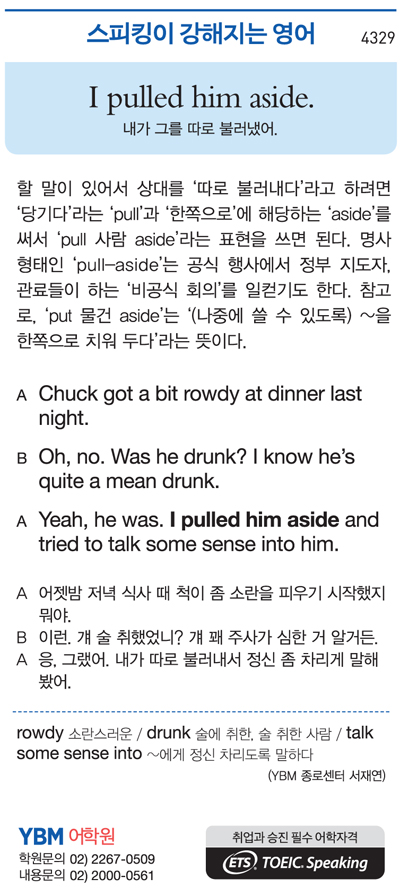 스피킹이 강해지는 영어 4329
I pulled him aside.
내가 그를 따로 불러냈어.
할 말이 있어서 상대를 '따로 불러내다'라고 하려면
'당기다'라는 'pull'과 '한쪽으로'에 해당하는 'aside'를
써서 'pull 사람 aside'라는 표현을 쓰면 된다. 명사
형태인 'pull-aside'는 공식 행사에서 정부 지도자,
관료들이 하는 '비공식 회의'를 일컫기도 한다. 참고
로, 'put 물건 aside'는 '(나중에 쓸 수 있도록) ~을
한쪽으로 치워 두다'라는 뜻이다.
A Chuck got a bit rowdy at dinner last
night.
B Oh, no. Was he drunk? I know he's
quite a mean drunk.
A Yeah, he was. I pulled him aside and
tried to talk some sense into him.
A 어젯밤 저녁 식사 때 척이 좀 소란을 피우기 시작했지
뭐야.
B 이런. 걔 술 취했었니? 걔 꽤 주사가 심한 거 알거든.
A 응, 그랬어. 내가 따로 불러내서 정신 좀 차리게 말해
봤어.
rowdy 소란스러운 / drunk 술에 취한, 술 취한 사람 / talk
some sense into ~에게 정신 차리도록 말하다
(YBM 종로센터 서재연)
YBM 어학원
학원문의 02) 2267-0509
내용문의 02) 2000-0561
취업과 승진 필수 어학자격
ETS TOEIC. Speaking